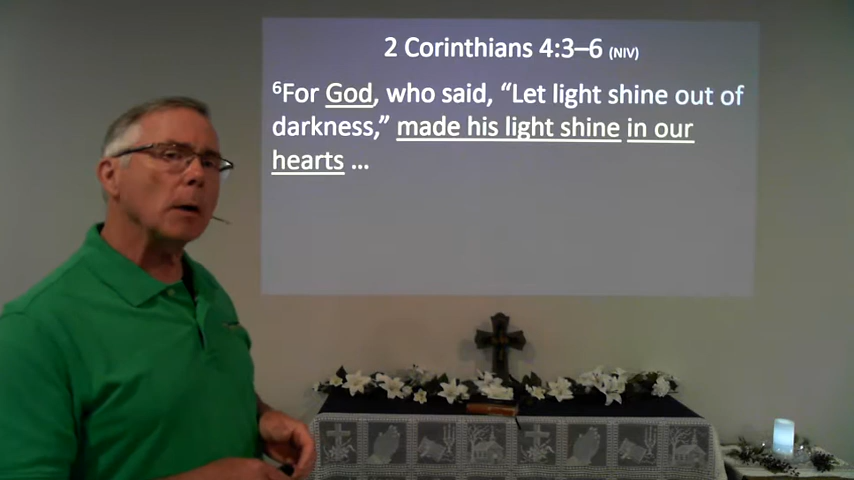 2 Corinthians 4:3–6 (NIV)
⁶For God, who said, “Let light shine out of
darkness,” made his light shine in our
hearts ...